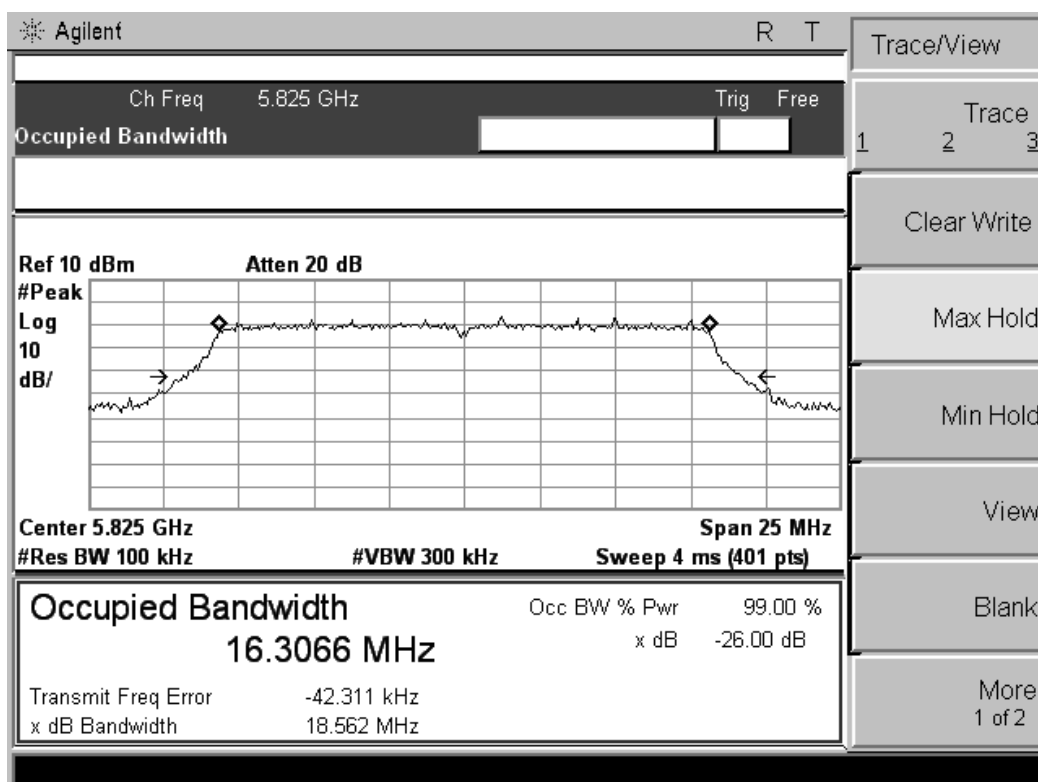 Agilent R T
Trace/View
Ch Freq 5.825 GHz Trig Free
Occupied Bandwidth
Trace
1 2 3
Clear Write
Ref 10 dBm Atten 20 dB
#Peak
Log
10
dB/
Max Hold
Min Hold
View
Center 5.825 GHz Span 25 MHz
#Res BW 100 kHz #VBW 300 kHz Sweep 4 ms (401 pts)
Occupied Bandwidth
16.3066 MHz
Occ BW % Pwr 99.00 %
x dB -26.00 dB
Transmit Freq Error -42.311 kHz
x dB Bandwidth 18.562 MHz
Blank
More
1 of 2